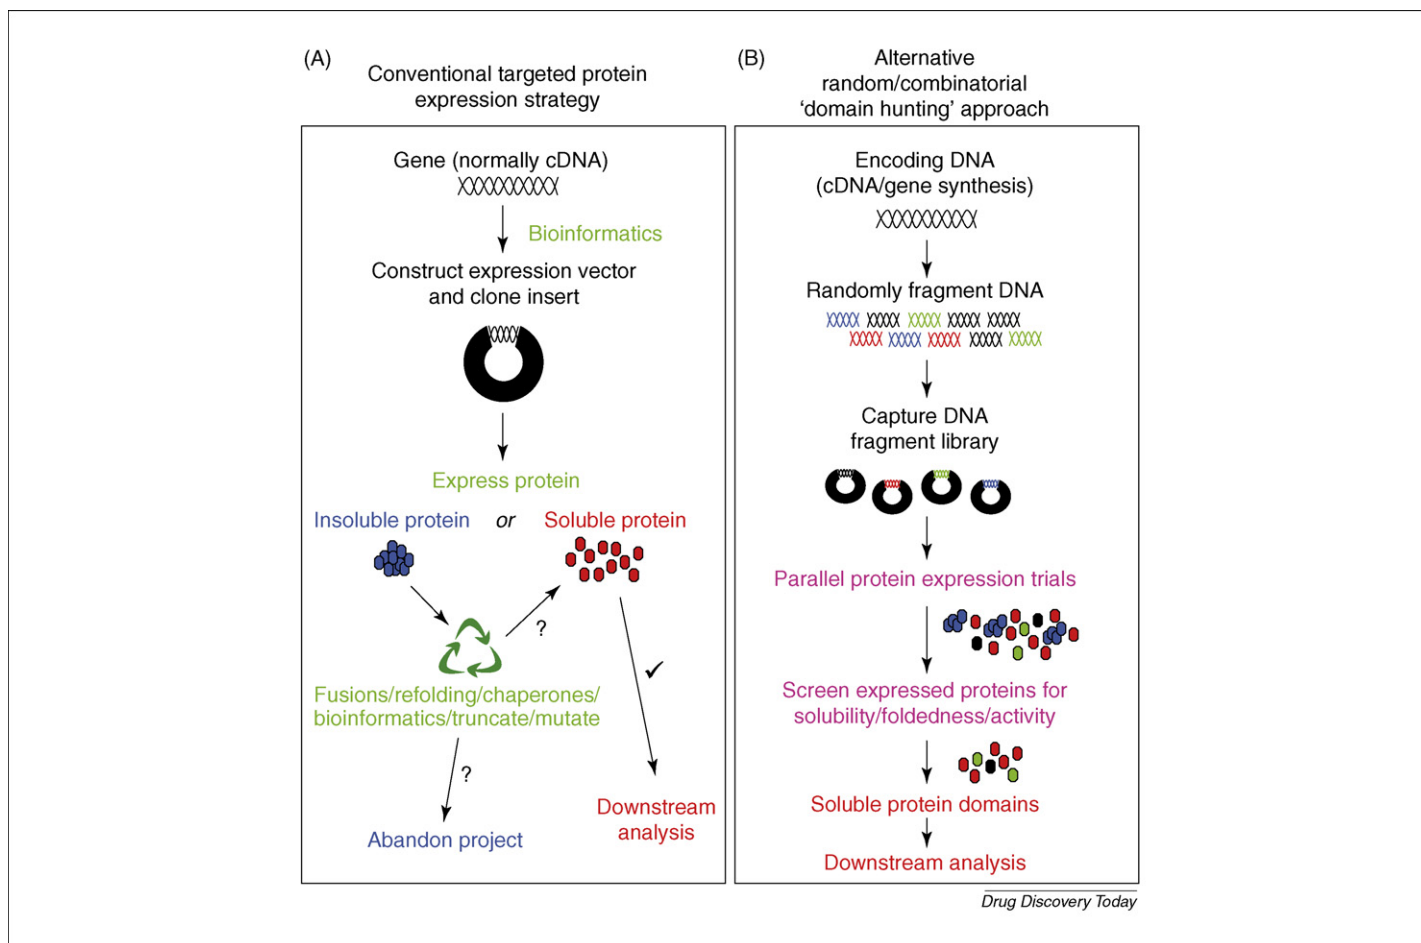 (A)
Conventional targeted protein
expression strategy
Gene (normally cDNA)
Bioinformatics
Construct expression vector
and clone insert
Express protein
Insoluble protein or Soluble protein
?
✓
Fusions/refolding/chaperones/
bioinformatics/truncate/mutate
?
Downstream
analysis
Abandon project
(B)
Alternative
random/combinatorial
‘domain hunting’ approach
Encoding DNA
(cDNA/gene synthesis)
Randomly fragment DNA
Capture DNA
fragment library
Parallel protein expression trials
Screen expressed proteins for
solubility/foldedness/activity
Soluble protein domains
Downstream analysis
Drug Discovery Today